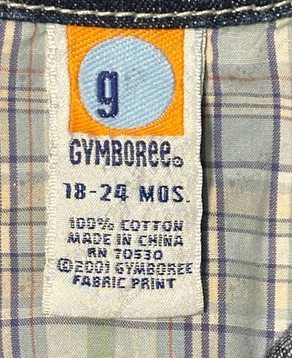 g
GYMBOREE®
18-24 MOS.
100% COTTON
MADE IN CHINA
RN 70530
©2001 GYMBOREE
FABRIC PRINT